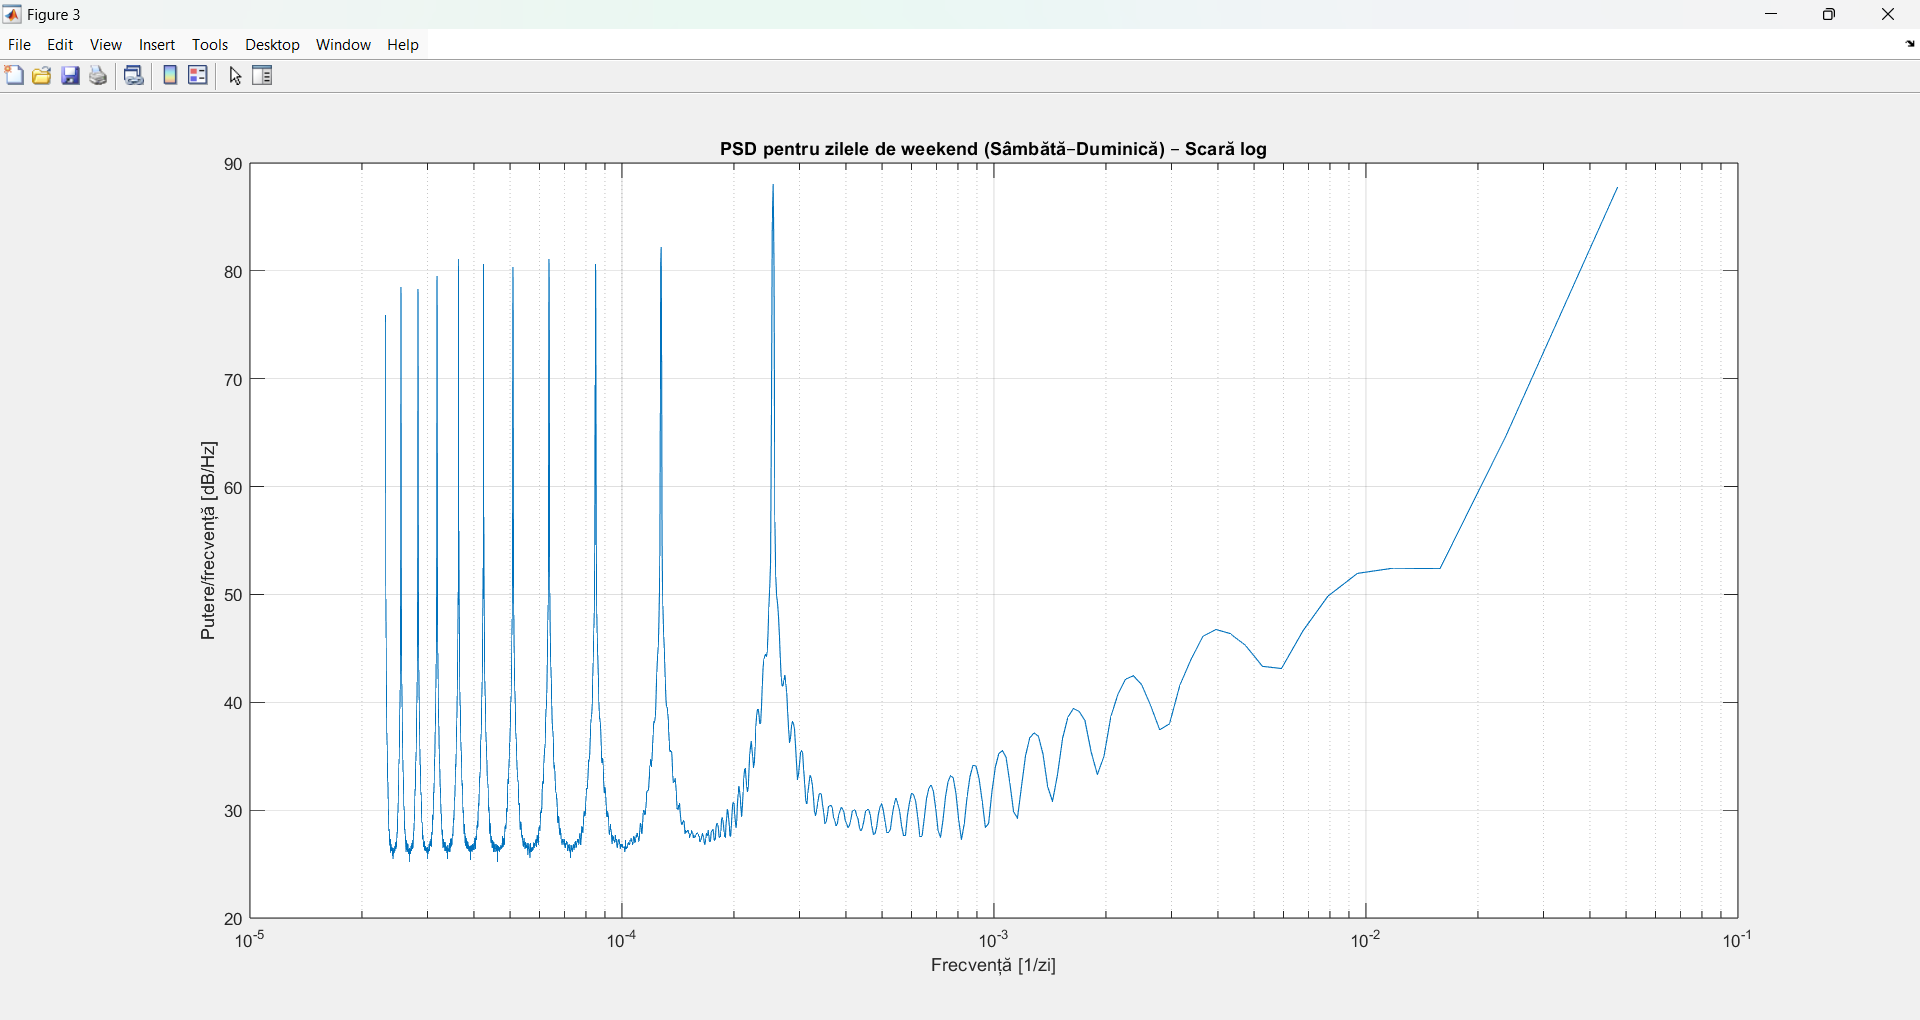 Figure 3
File Edit View Insert Tools Desktop Window Help
PSD pentru zilele de weekend (Sâmbătă–Duminică) – Scară log
90
80
70
60
50
40
30
20
Putere/frecvență [dB/Hz]
10^-5 10^-4 10^-3 10^-2 10^-1
Frecvență [1/zi]